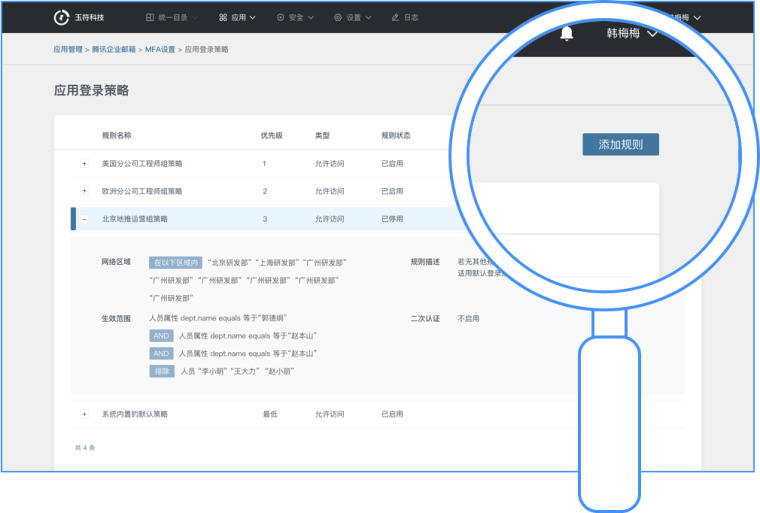 玉符科技 统一目录 应用 安全 设置 日志
韩梅梅
应用管理 > 腾讯企业邮箱 > MFA设置 > 应用登录策略
应用登录策略
添加规则
规则名称 优先级 类型 规则状态
美国分公司工程师组策略 1 允许访问 已启用
欧洲分公司工程师组策略 2 允许访问 已启用
北京地推运营组策略 3 允许访问 已停用
网络区域 在以下区域内 “北京研发部” “上海研发部” “广州研发部” 规则描述 若无其他
“广州研发部” “广州研发部” “广州研发部” “广州研发部” 适用默认登录
“广州研发部”
生效范围 人员属性 dept.name equals 等于“郭德纲” 二次认证 不启用
AND 人员属性 dept.name equals 等于“赵本山”
AND 人员属性 dept.name equals 等于“赵本山”
排除 人员 “李小明” “王大力” “赵小丽”
系统内置的默认策略 最低 允许访问 已启用
共 4 条